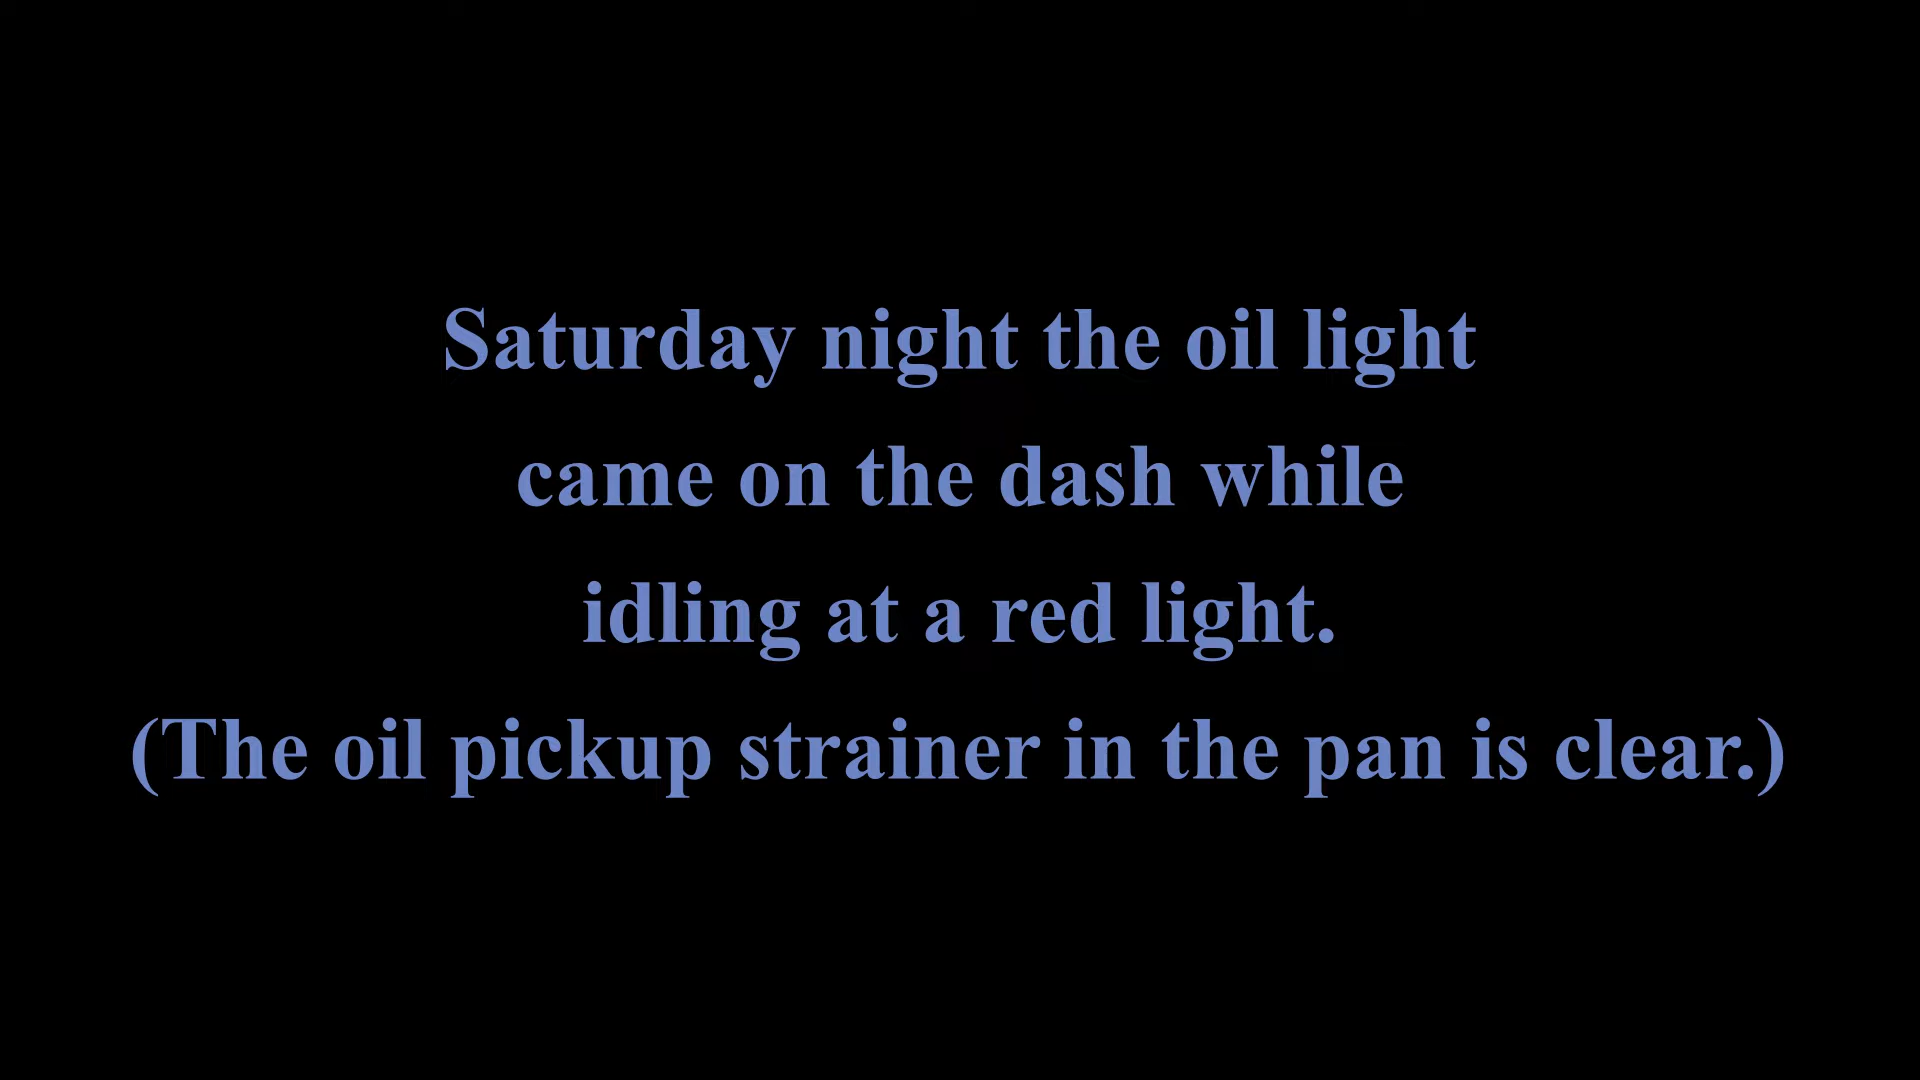 Saturday night the oil light
came on the dash while
idling at a red light.
(The oil pickup strainer in the pan is clear.)